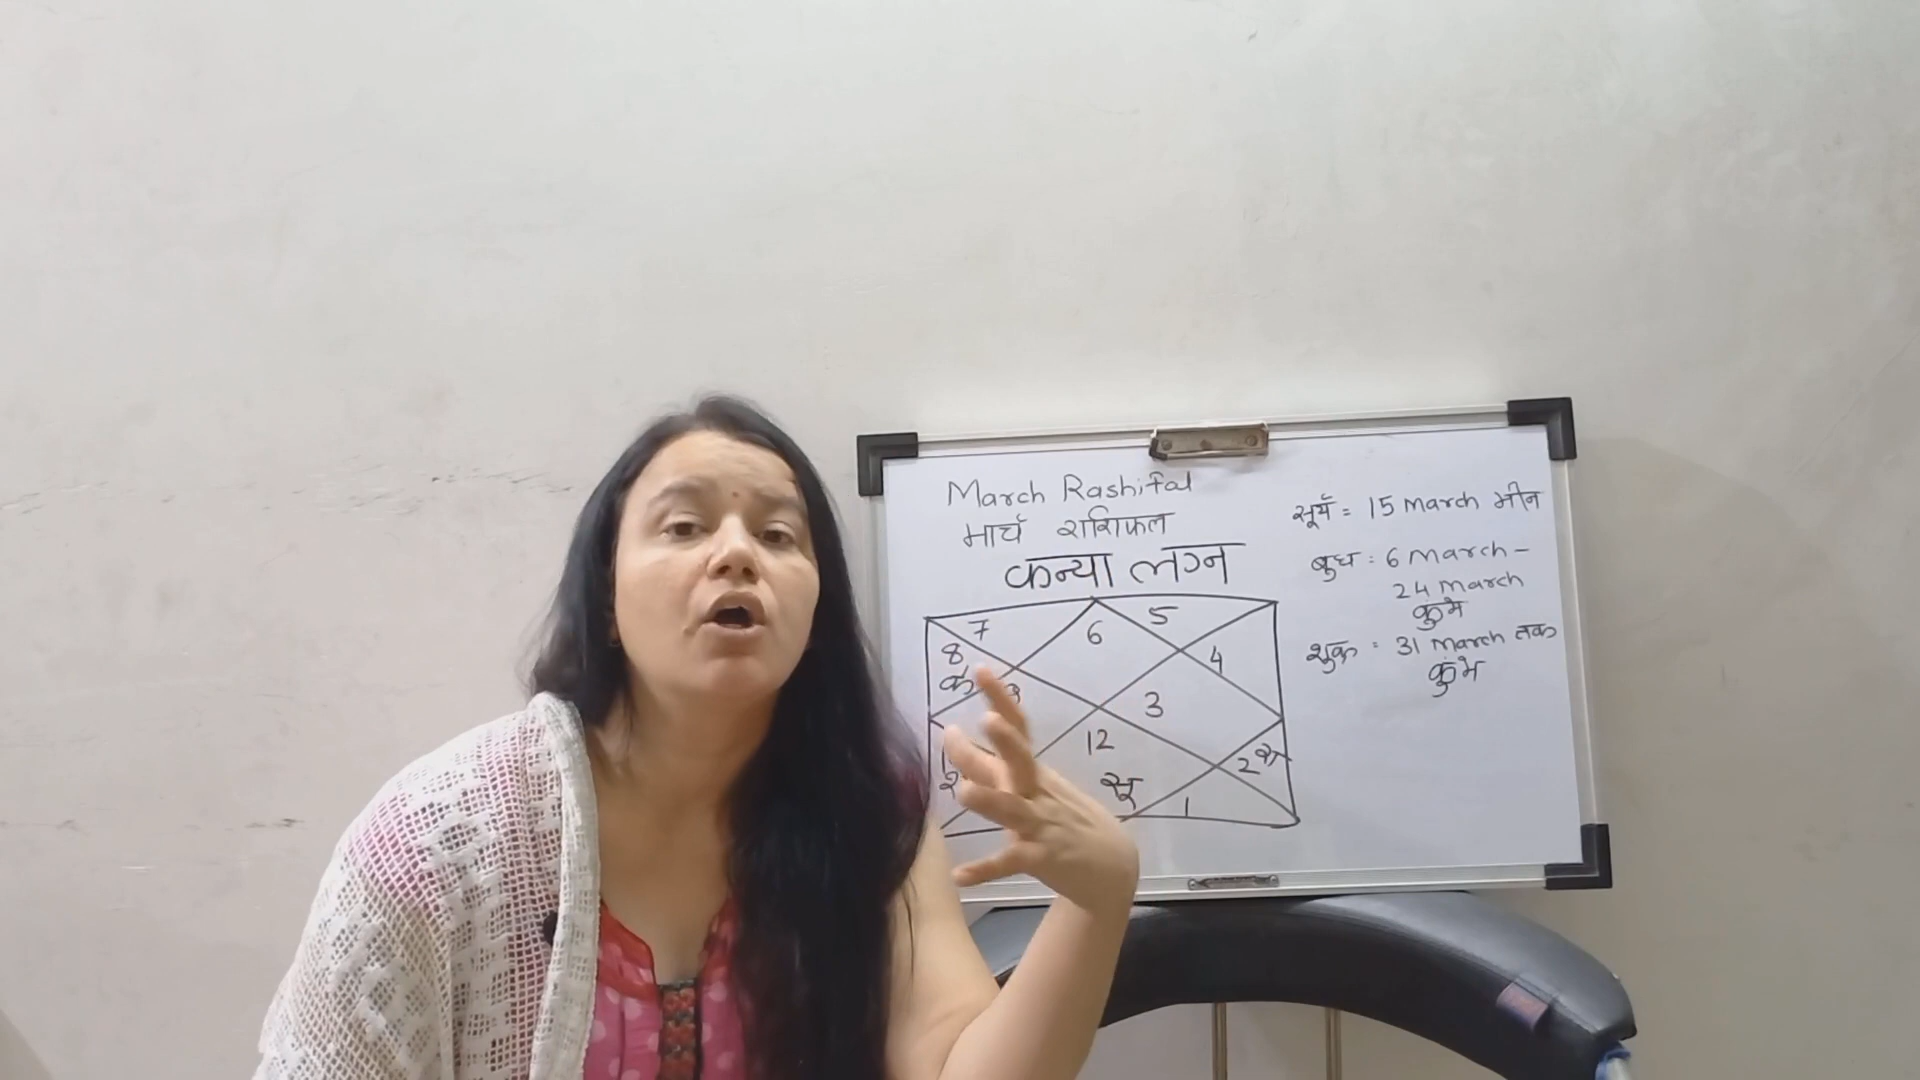 March Rashifal
मार्च राशिफल
कन्या लग्न
सूर्य = 15 March मीन
बुध : 6 March -
24 March
कुंभ
शुक्र = 31 March तक
कुंभ
7
6
5
8
के
4
3
12
सू
2 रा
1